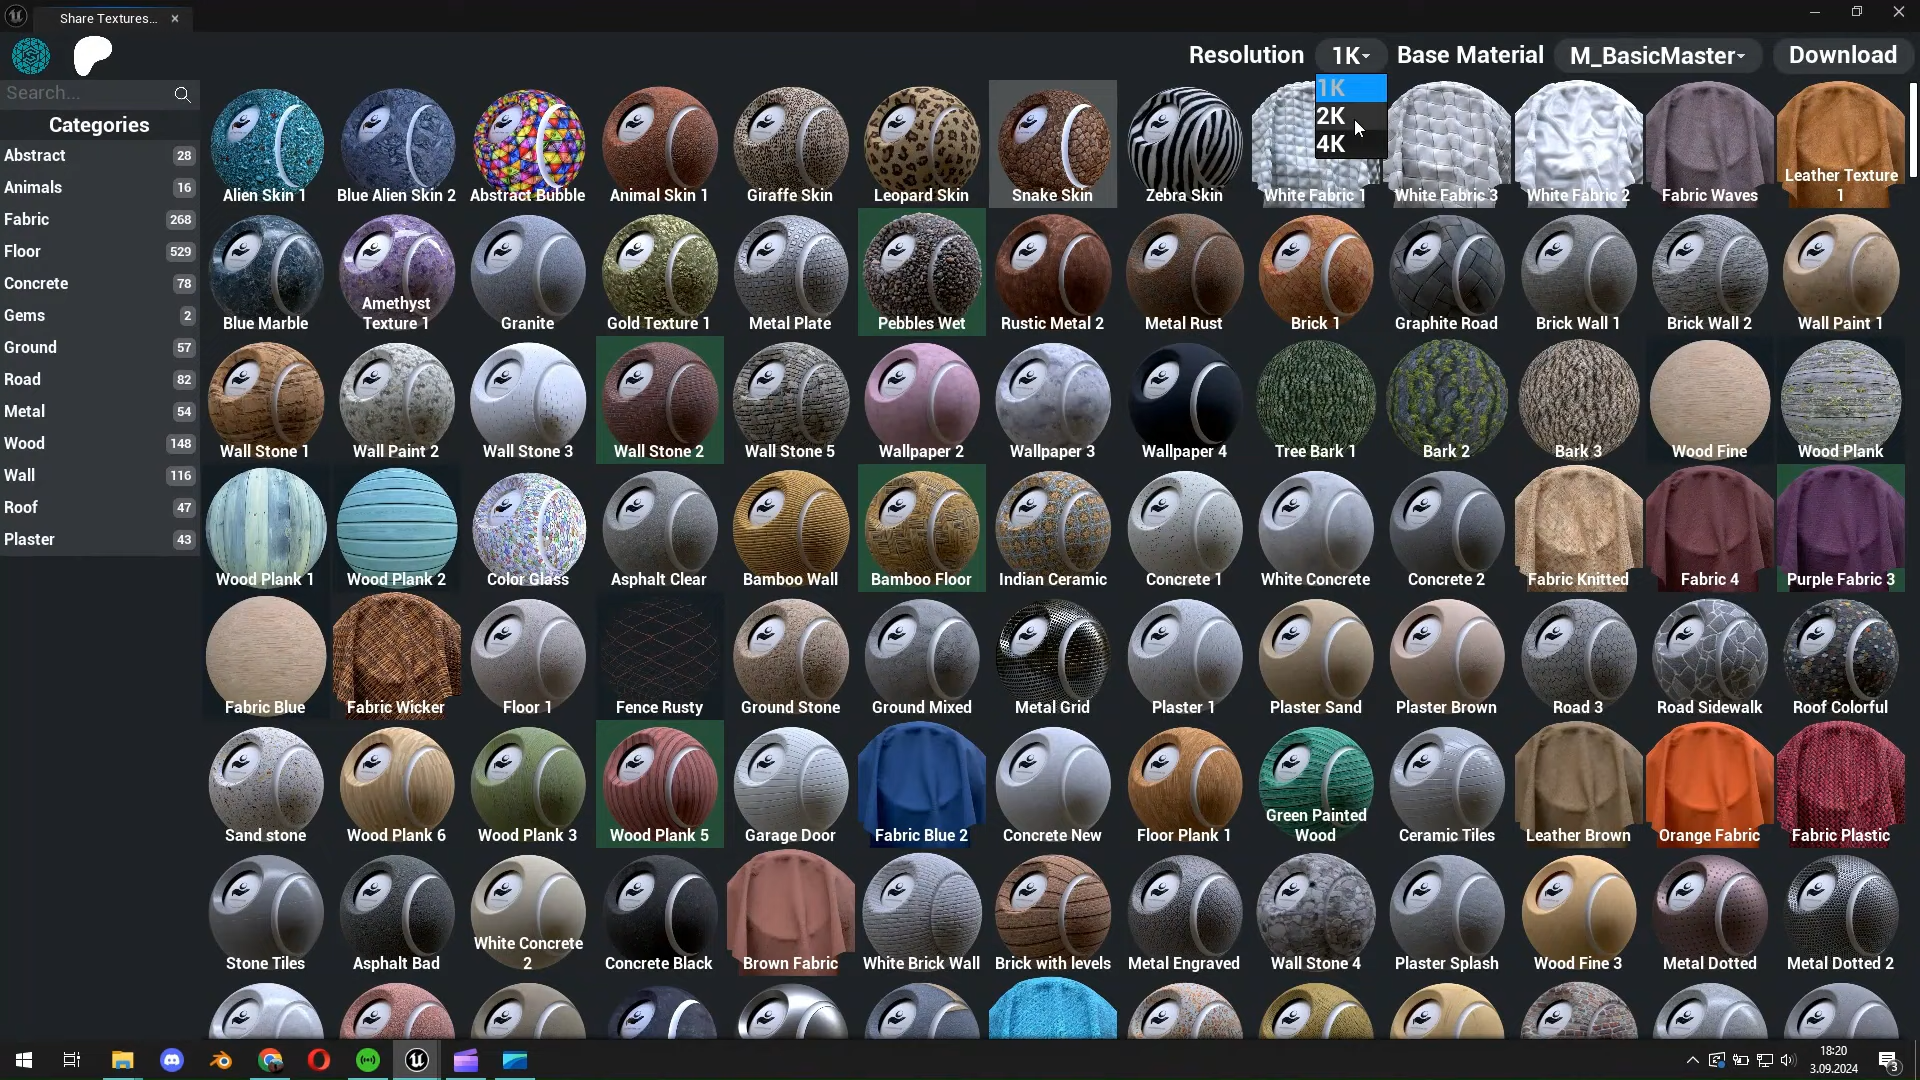 Share Textures...
Resolution 1K Base Material M_BasicMaster Download
1K
2K
4K
Search...
Categories
Abstract 28
Animals 16
Fabric 268
Floor 529
Concrete 78
Gems 2
Ground 57
Road 82
Metal 54
Wood 148
Wall 116
Roof 47
Plaster 43
Alien Skin 1 Blue Alien Skin 2 Abstract Bubble Animal Skin 1 Giraffe Skin Leopard Skin Snake Skin Zebra Skin White Fabric 1 White Fabric 3 White Fabric 2 Fabric Waves Leather Texture 1
Blue Marble Amethyst Texture 1 Granite Gold Texture 1 Metal Plate Pebbles Wet Rustic Metal 2 Metal Rust Brick 1 Graphite Road Brick Wall 1 Brick Wall 2 Wall Paint 1
Wall Stone 1 Wall Paint 2 Wall Stone 3 Wall Stone 2 Wall Stone 5 Wallpaper 2 Wallpaper 3 Wallpaper 4 Tree Bark 1 Bark 2 Bark 3 Wood Fine Wood Plank
Wood Plank 1 Wood Plank 2 Color Glass Asphalt Clear Bamboo Wall Bamboo Floor Indian Ceramic Concrete 1 White Concrete Concrete 2 Fabric Knitted Fabric 4 Purple Fabric 3
Fabric Blue Fabric Wicker Floor 1 Fence Rusty Ground Stone Ground Mixed Metal Grid Plaster 1 Plaster Sand Plaster Brown Road 3 Road Sidewalk Roof Colorful
Sand stone Wood Plank 6 Wood Plank 3 Wood Plank 5 Garage Door Fabric Blue 2 Concrete New Floor Plank 1 Green Painted Wood Ceramic Tiles Leather Brown Orange Fabric Fabric Plastic
Stone Tiles Asphalt Bad White Concrete 2 Concrete Black Brown Fabric White Brick Wall Brick with levels Metal Engraved Wall Stone 4 Plaster Splash Wood Fine 3 Metal Dotted Metal Dotted 2
18:20
3.09.2024
3